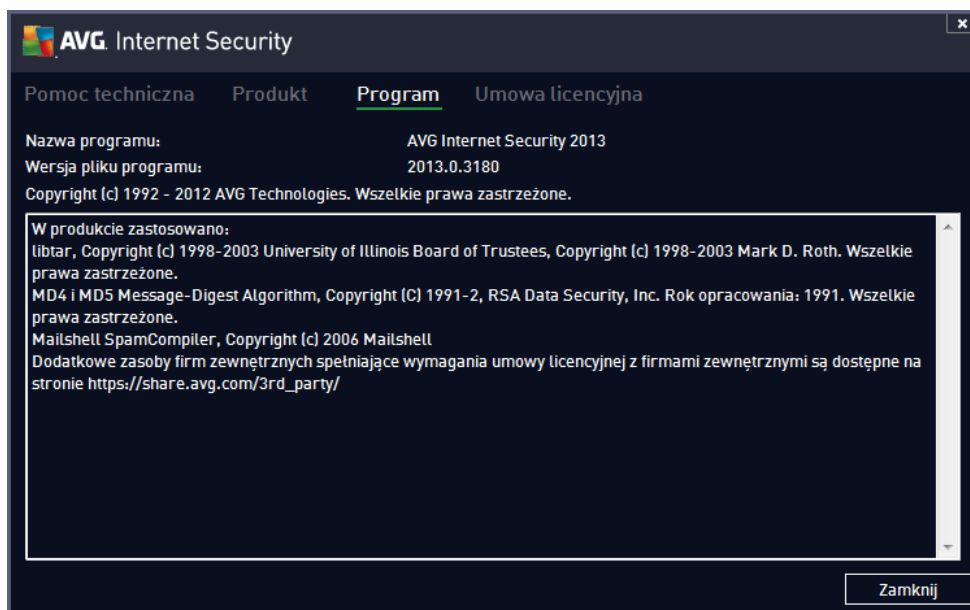 AVG. Internet Security
Pomoc techniczna Produkt Program Umowa licencyjna
Nazwa programu: AVG Internet Security 2013
Wersja pliku programu: 2013.0.3180
Copyright (c) 1992 - 2012 AVG Technologies. Wszelkie prawa zastrzeżone.
W produkcie zastosowano:
libtar, Copyright (c) 1998-2003 University of Illinois Board of Trustees, Copyright (c) 1998-2003 Mark D. Roth. Wszelkie
prawa zastrzeżone.
MD4 i MD5 Message-Digest Algorithm, Copyright (C) 1991-2, RSA Data Security, Inc. Rok opracowania: 1991. Wszelkie
prawa zastrzeżone.
Mailshell SpamCompiler, Copyright (c) 2006 Mailshell
Dodatkowe zasoby firm zewnętrznych spełniające wymagania umowy licencyjnej z firmami zewnętrznymi są dostępne na
stronie https://share.avg.com/3rd_party/
Zamknij